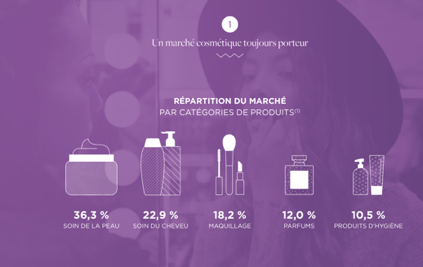 1
Un marché cosmétique toujours porteur
RÉPARTITION DU MARCHÉ
PAR CATÉGORIES DE PRODUITS(1)
36,3 % 22,9 % 18,2 % 12,0 % 10,5 %
SOIN DE LA PEAU SOIN DU CHEVEU MAQUILLAGE PARFUMS PRODUITS D'HYGIÈNE